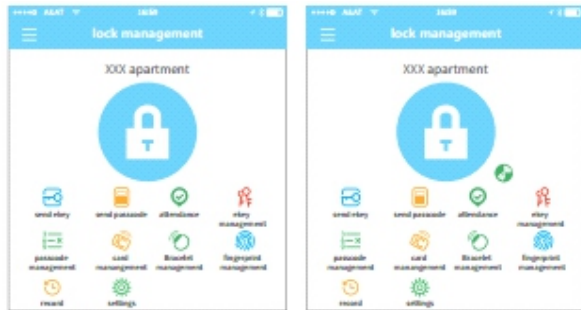 lock management
XXX apartment
send ekey
send passcode
attendance
ekey
management
passcode
management
card
management
Bracelet
management
fingerprint
management
record
settings
lock management
XXX apartment
send ekey
send passcode
attendance
ekey
management
passcode
management
card
management
Bracelet
management
fingerprint
management
record
settings